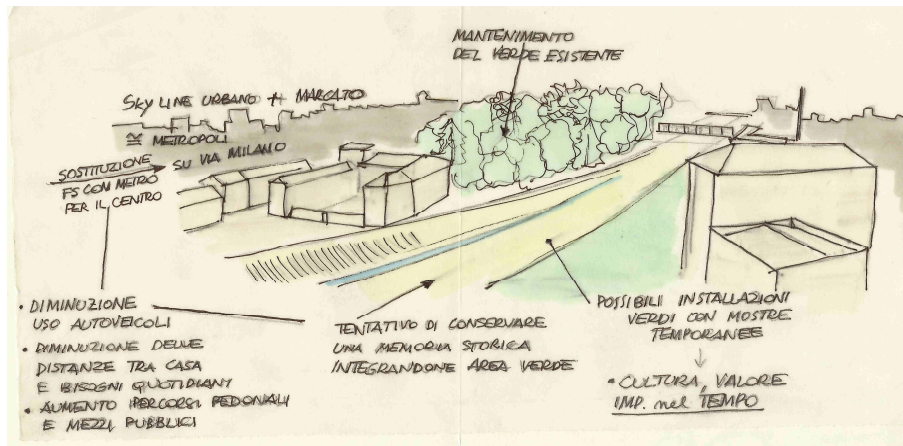 MANTENIMENTO
DEL VERDE ESISTENTE
SKYLINE URBANO + MARCATO
≅ METROPOLI
SU VIA MILANO
SOSTITUZIONE
FS CON METRO
PER IL CENTRO
• DIMINUZIONE
USO AUTOVEICOLI
• DIMINUZIONE DELLE
DISTANZE TRA CASA
E BISOGNI QUOTIDIANI
• AUMENTO PERCORSI PEDONALI
E MEZZI PUBBLICI
TENTATIVO DI CONSERVARE
UNA MEMORIA STORICA
INTEGRANDONE AREA VERDE
POSSIBILI INSTALLAZIONI
VERDI CON MOSTRE
TEMPORANEE
• CULTURA, VALORE
IMP. nel TEMPO